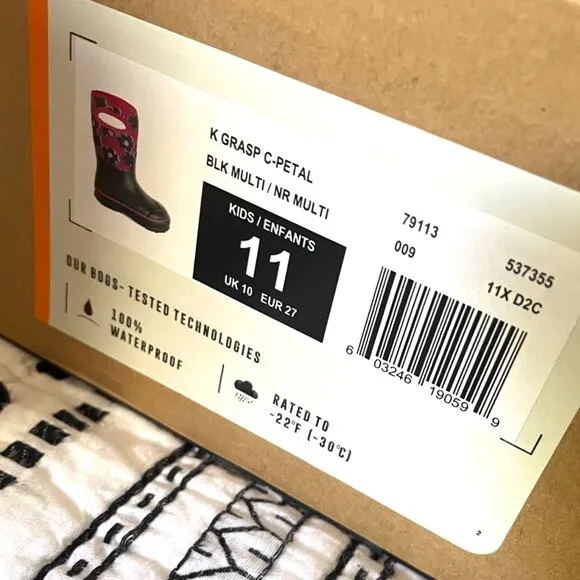 K GRASP C-PETAL
BLK MULTI / NR MULTI
79113
009
537355
11X D2C
KIDS / ENFANTS
11
UK 10 EUR 27
OUR BOGS- TESTED TECHNOLOGIES
100%
WATERPROOF
RATED TO
-22°F (-30°C)
6 03246 19059 9
2